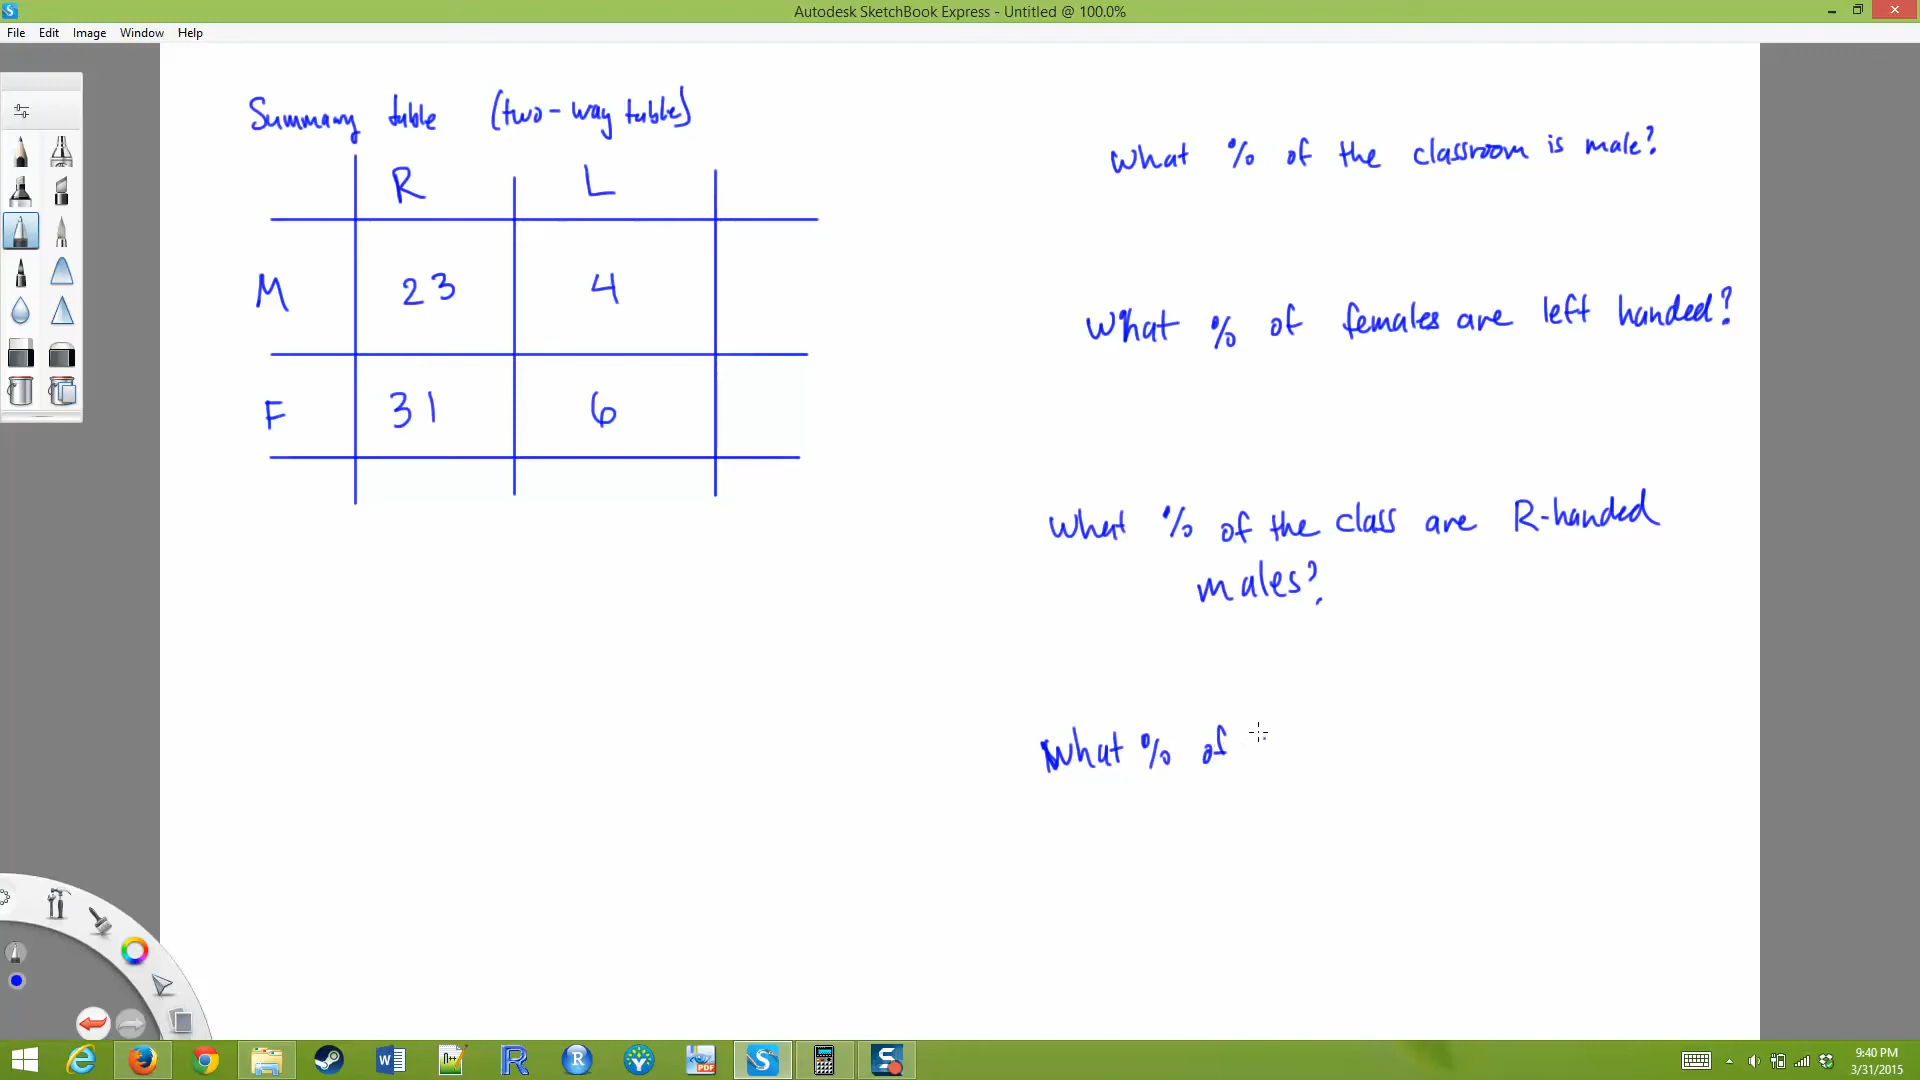 Autodesk SketchBook Express - Untitled @ 100.0%
File Edit Image Window Help
Summary table (two-way table)
R L
M 23 4
F 31 6
What % of the classroom is male?
What % of females are left handed?
What % of the class are R-handed
males?
What % of
9:40 PM
3/31/2015